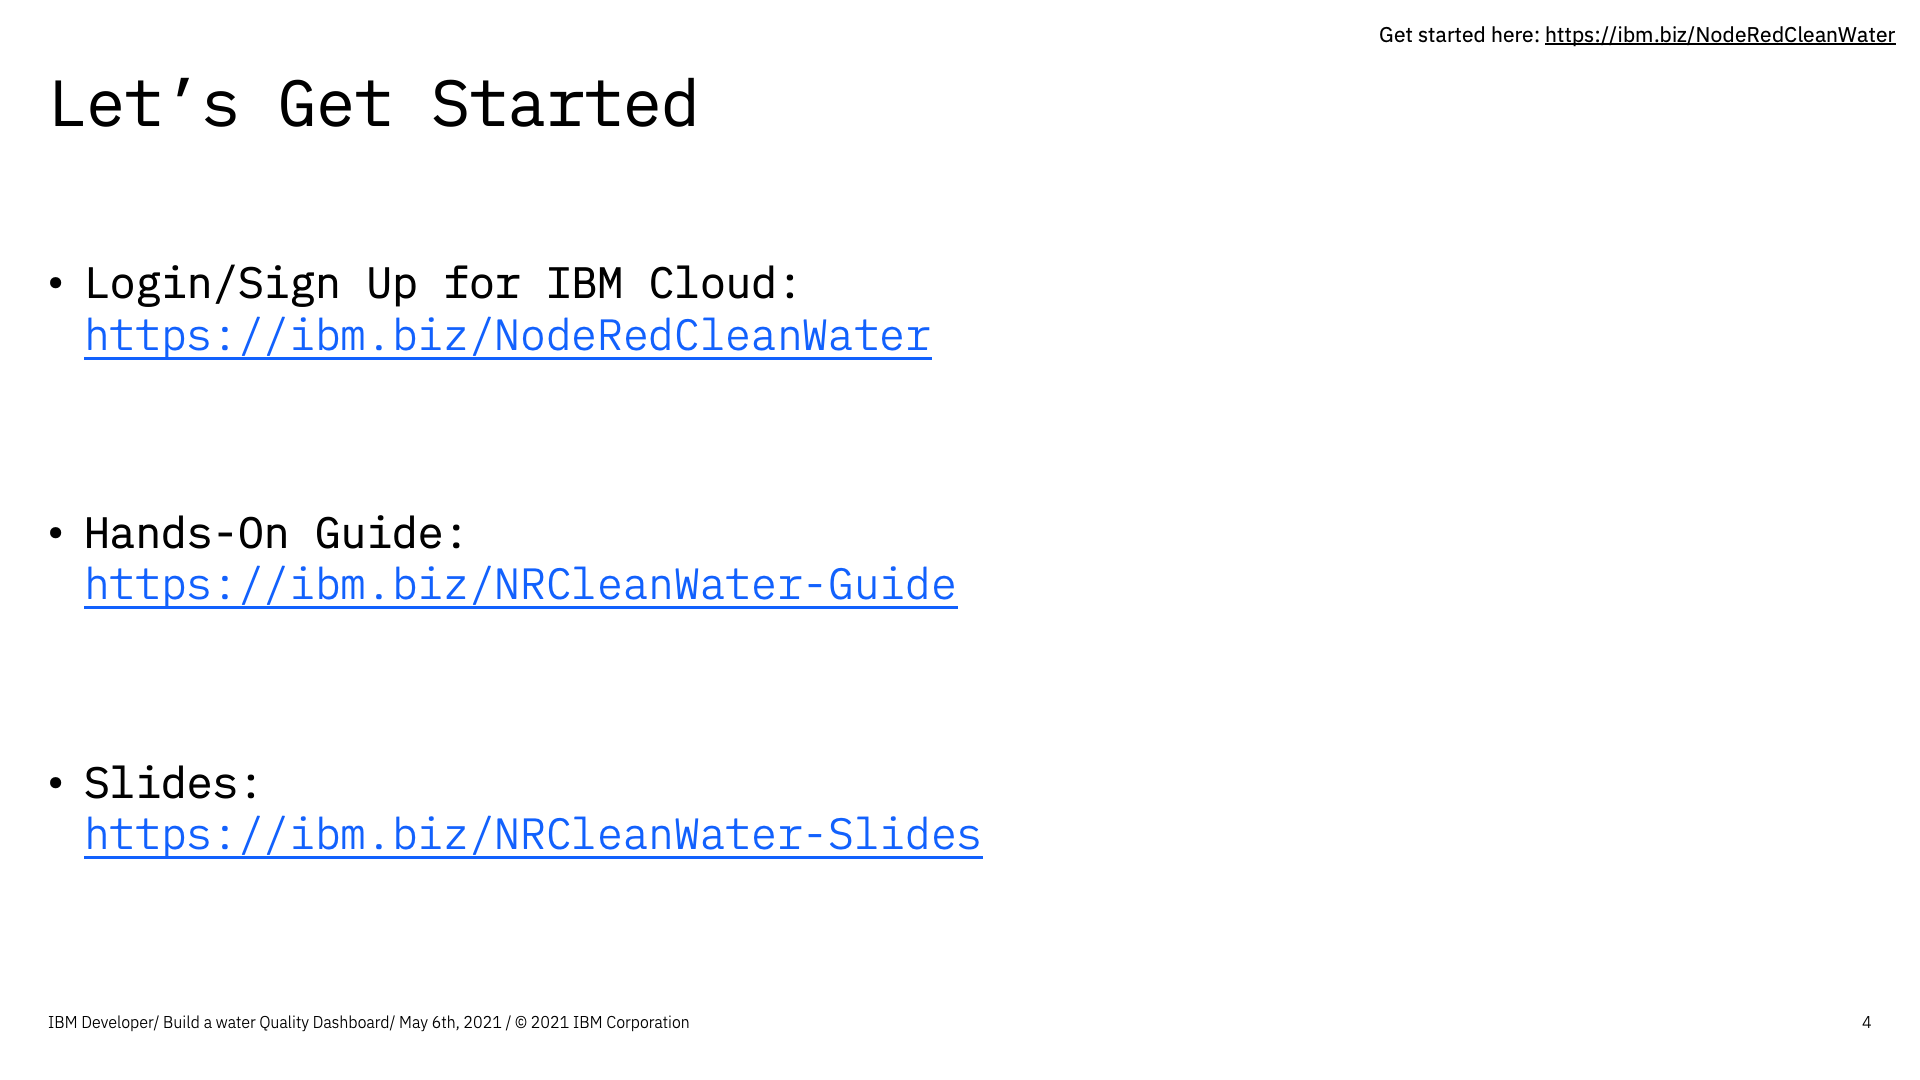 Get started here: https://ibm.biz/NodeRedCleanWater
Let’s Get Started
• Login/Sign Up for IBM Cloud:
https://ibm.biz/NodeRedCleanWater
• Hands-On Guide:
https://ibm.biz/NRCleanWater-Guide
• Slides:
https://ibm.biz/NRCleanWater-Slides
IBM Developer/ Build a water Quality Dashboard/ May 6th, 2021 / © 2021 IBM Corporation
4